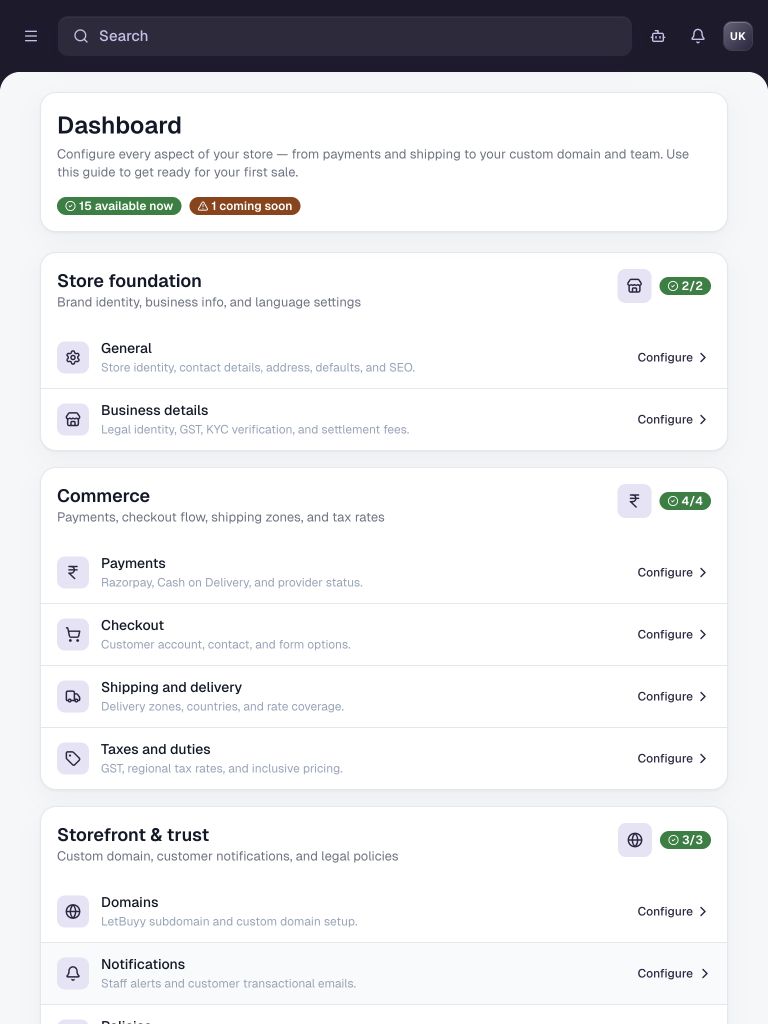 Search
UK
Dashboard
Configure every aspect of your store — from payments and shipping to your custom domain and team. Use
this guide to get ready for your first sale.
15 available now
1 coming soon
Store foundation
Brand identity, business info, and language settings
2/2
General
Store identity, contact details, address, defaults, and SEO.
Configure
Business details
Legal identity, GST, KYC verification, and settlement fees.
Configure
Commerce
Payments, checkout flow, shipping zones, and tax rates
4/4
Payments
Razorpay, Cash on Delivery, and provider status.
Configure
Checkout
Customer account, contact, and form options.
Configure
Shipping and delivery
Delivery zones, countries, and rate coverage.
Configure
Taxes and duties
GST, regional tax rates, and inclusive pricing.
Configure
Storefront & trust
Custom domain, customer notifications, and legal policies
3/3
Domains
LetBuyy subdomain and custom domain setup.
Configure
Notifications
Staff alerts and customer transactional emails.
Configure